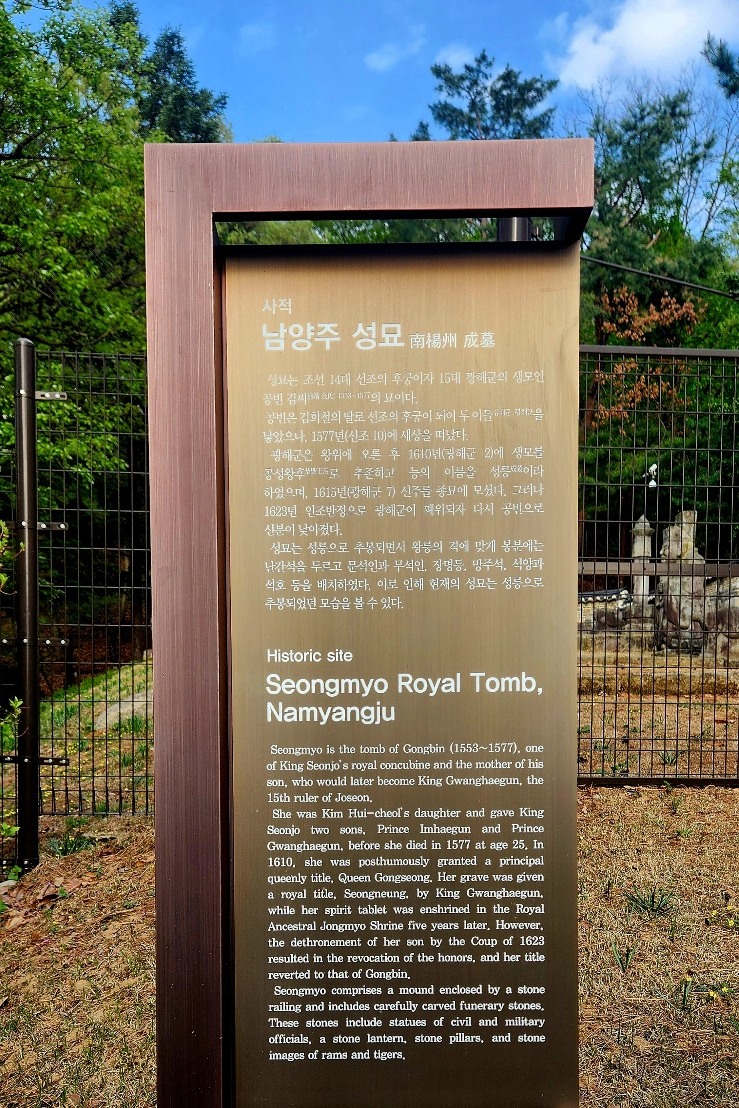 사적
남양주 성묘 南楊州 成墓
성묘는 조선 14대 선조의 후궁이자 15대 광해군의 생모인
공빈 김씨의 묘이다.
공빈은 김희철의 딸로 선조의 후궁이 되어 두 아들을
낳았으나, 1577년(선조 10)에 세상을 떠났다.
광해군은 왕위에 오른 후 1610년(광해군 2)에 생모를
공성왕후로 추존하고 능의 이름을 성릉이라
하였으며, 1615년(광해군 7) 신주를 종묘에 모셨다. 그러나
1623년 인조반정으로 광해군이 폐위되자 다시 공빈으로
신분이 낮아졌다.
성묘는 성릉으로 추봉되면서 왕릉의 격에 맞게 봉분에는
난간석을 두르고 문석인과 무석인, 장명등, 망주석, 석양과
석호 등을 배치하였다. 이로 인해 현재의 성묘는 성릉으로
추봉되었던 모습을 볼 수 있다.
Historic site
Seongmyo Royal Tomb,
Namyangju
Seongmyo is the tomb of Gongbin (1553~1577), one
of King Seonjo's royal concubine and the mother of his
son, who would later become King Gwanghaegun, the
15th ruler of Joseon.
She was Kim Hui-cheol's daughter and gave King
Seonjo two sons, Prince Imhaegun and Prince
Gwanghaegun, before she died in 1577 at age 25. In
1610, she was posthumously granted a principal
queenly title, Queen Gongseong. Her grave was given
a royal title, Seongneung, by King Gwanghaegun,
while her spirit tablet was enshrined in the Royal
Ancestral Jongmyo Shrine five years later. However,
the dethronement of her son by the Coup of 1623
resulted in the revocation of the honors, and her title
reverted to that of Gongbin.
Seongmyo comprises a mound enclosed by a stone
railing and includes carefully carved funerary stones.
These stones include statues of civil and military
officials, a stone lantern, stone pillars, and stone
images of rams and tigers.